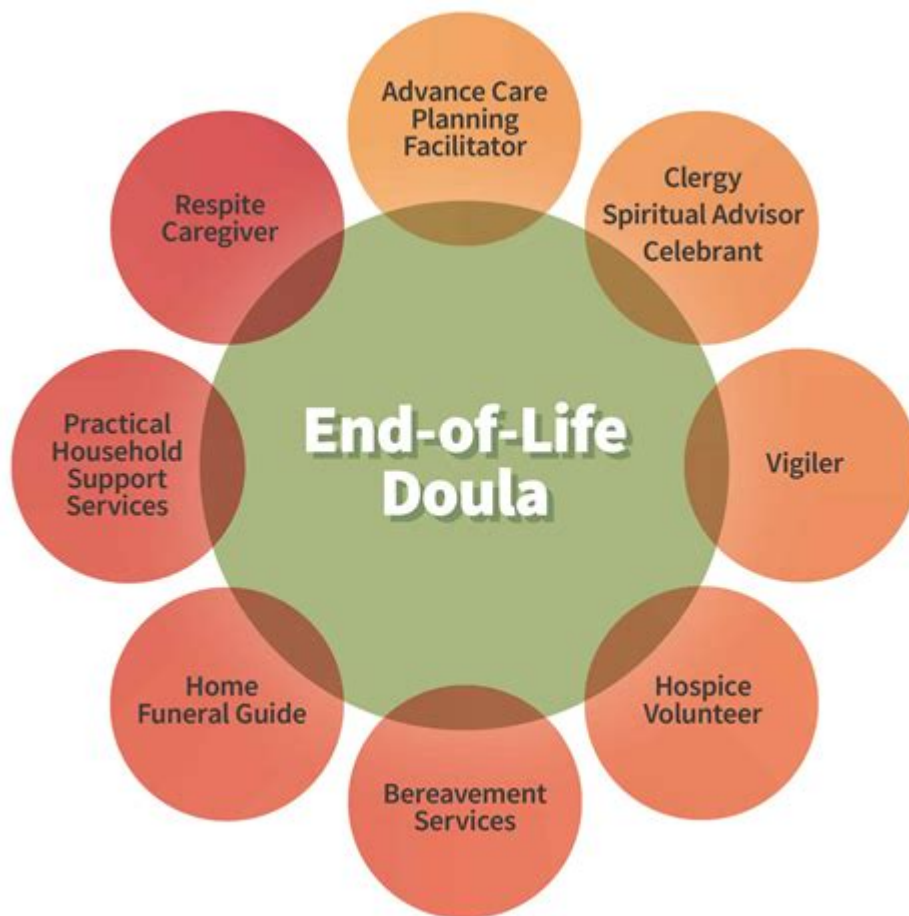 Advance Care
Planning
Facilitator
Clergy
Spiritual Advisor
Celebrant
Respite
Caregiver
End-of-Life
Doula
Vigiler
Practical
Household
Support
Services
Hospice
Volunteer
Home
Funeral Guide
Bereavement
Services